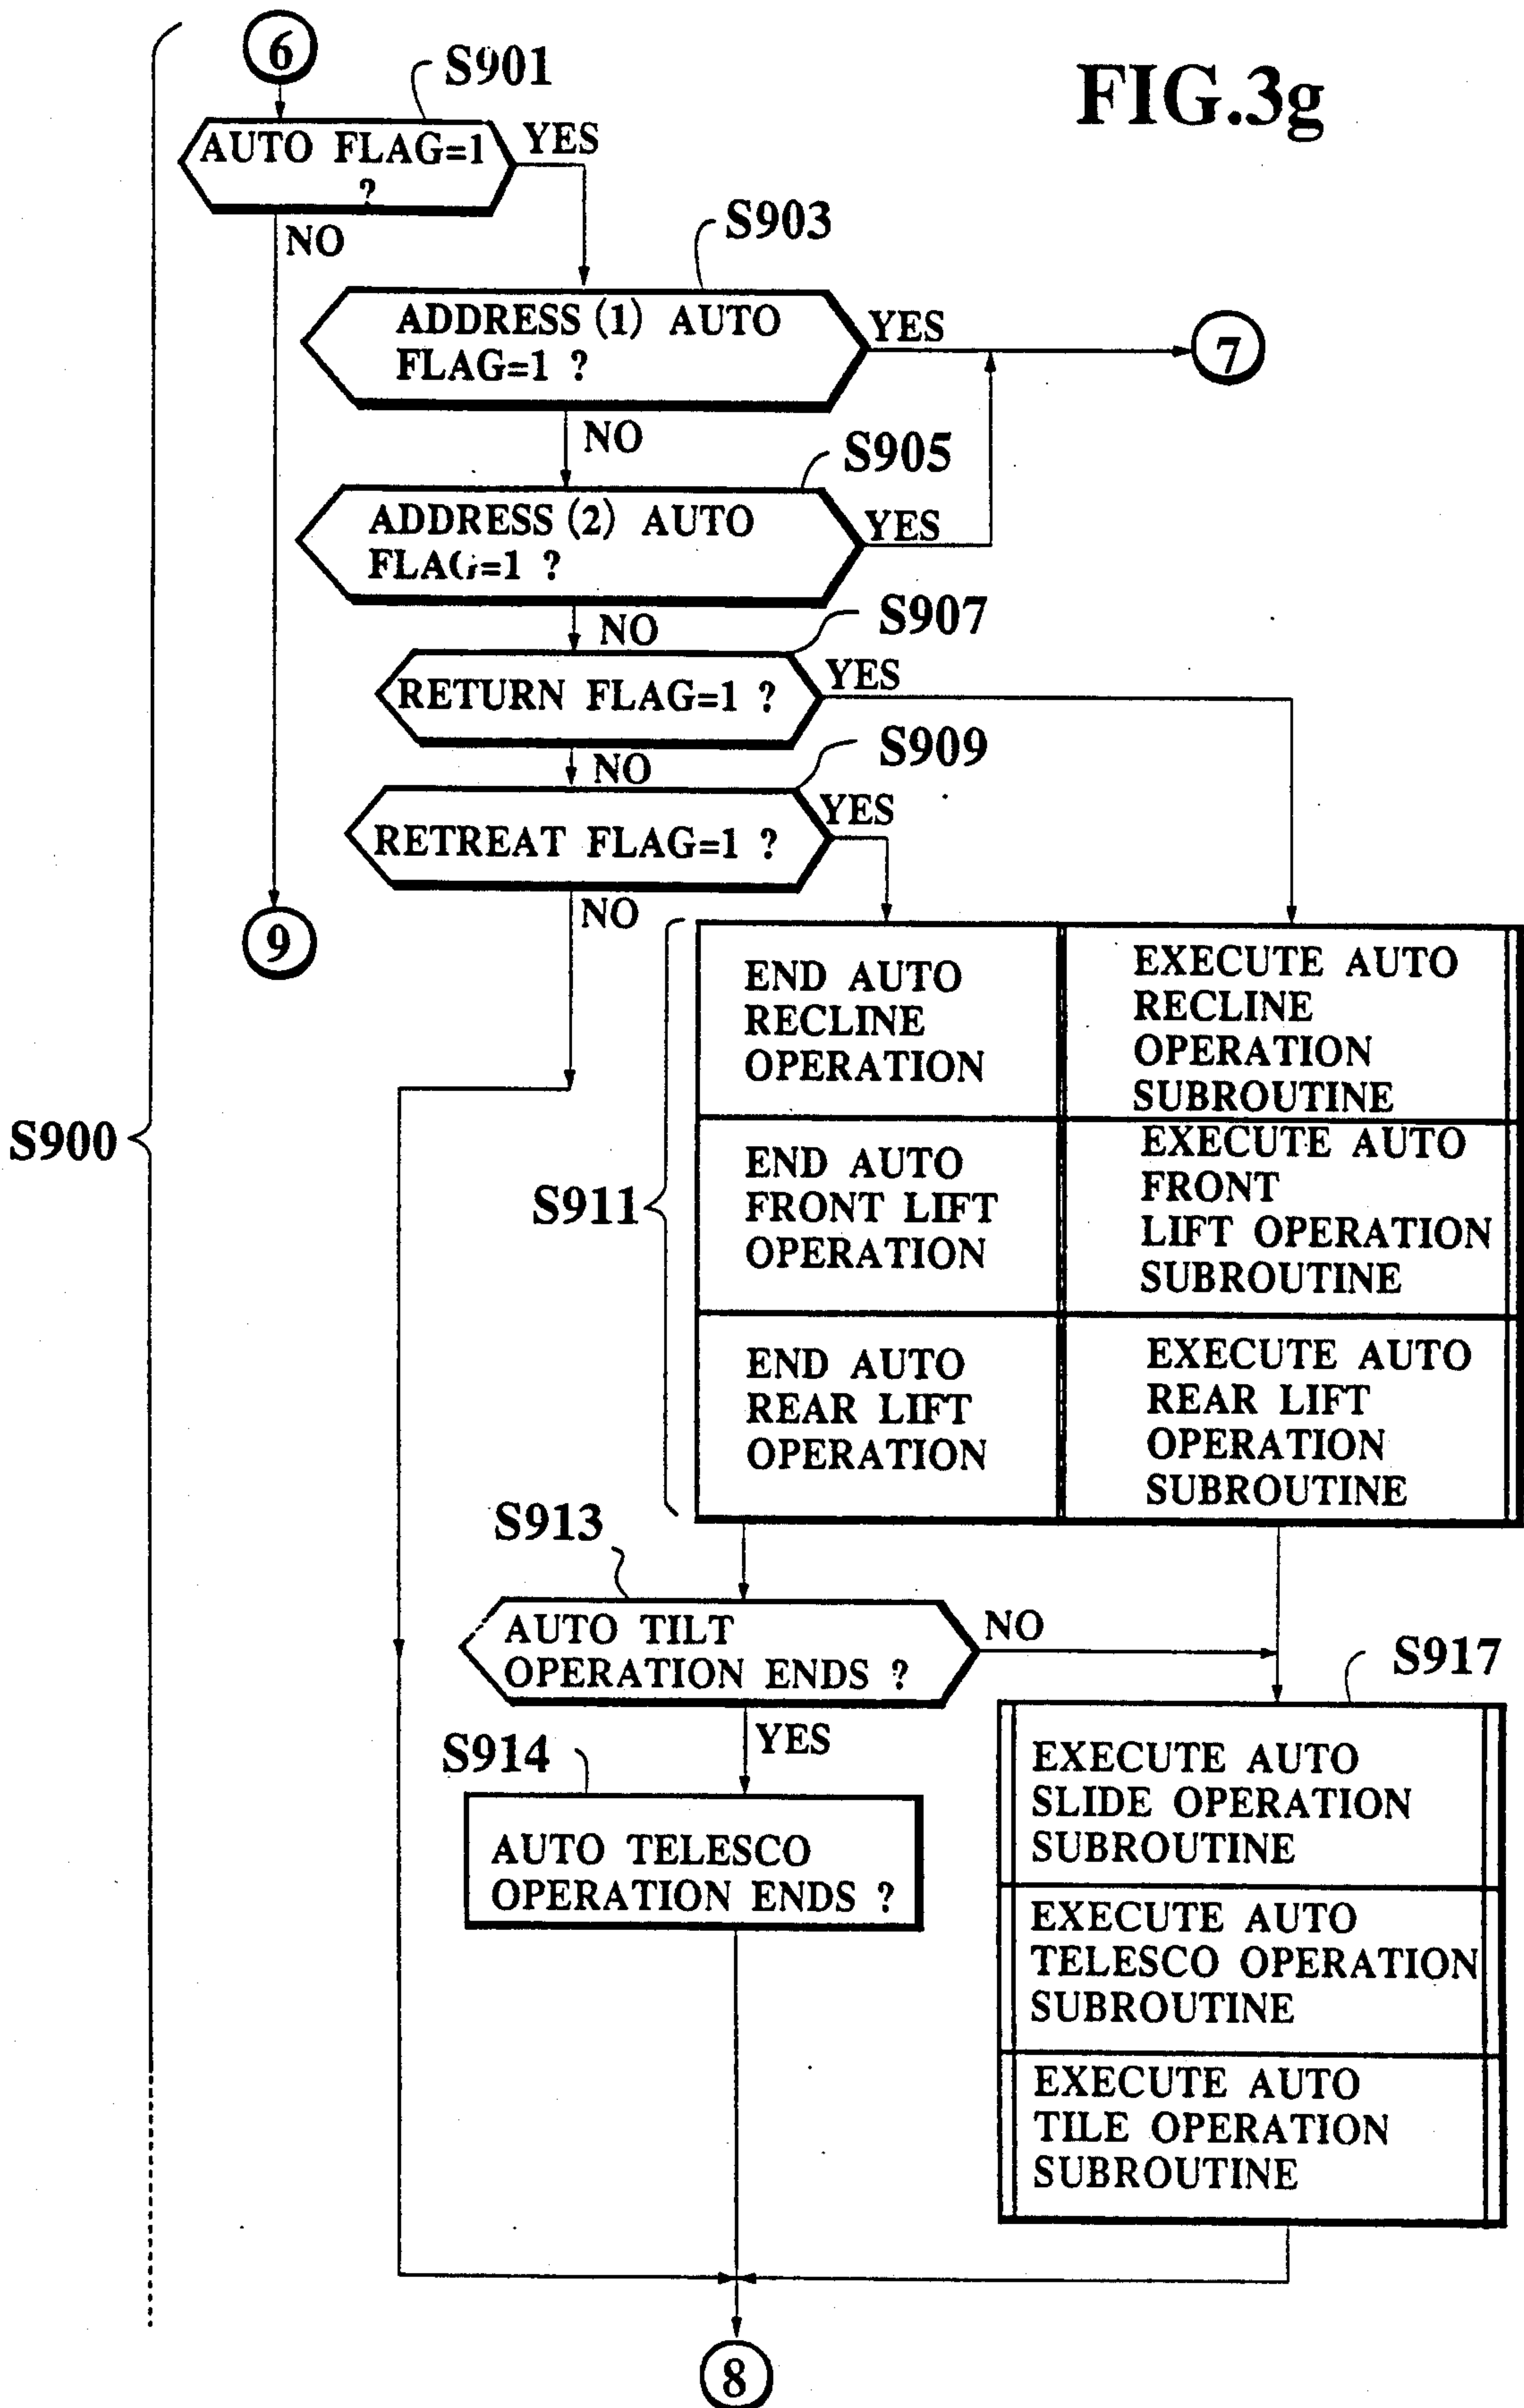 6
S901
FIG.3g
AUTO FLAG=1
?
YES
NO
S903
ADDRESS (1) AUTO
FLAG=1 ?
YES
7
NO
S905
ADDRESS (2) AUTO
FLAG=1 ?
YES
NO
S907
RETURN FLAG=1 ?
YES
NO
S909
RETREAT FLAG=1 ?
YES
NO
9
S900
S911
END AUTO
RECLINE
OPERATION
EXECUTE AUTO
RECLINE
OPERATION
SUBROUTINE
END AUTO
FRONT LIFT
OPERATION
EXECUTE AUTO
FRONT
LIFT OPERATION
SUBROUTINE
END AUTO
REAR LIFT
OPERATION
EXECUTE AUTO
REAR LIFT
OPERATION
SUBROUTINE
S913
AUTO TILT
OPERATION ENDS ?
NO
YES
S917
S914
AUTO TELESCO
OPERATION ENDS ?
EXECUTE AUTO
SLIDE OPERATION
SUBROUTINE
EXECUTE AUTO
TELESCO OPERATION
SUBROUTINE
EXECUTE AUTO
TILE OPERATION
SUBROUTINE
8